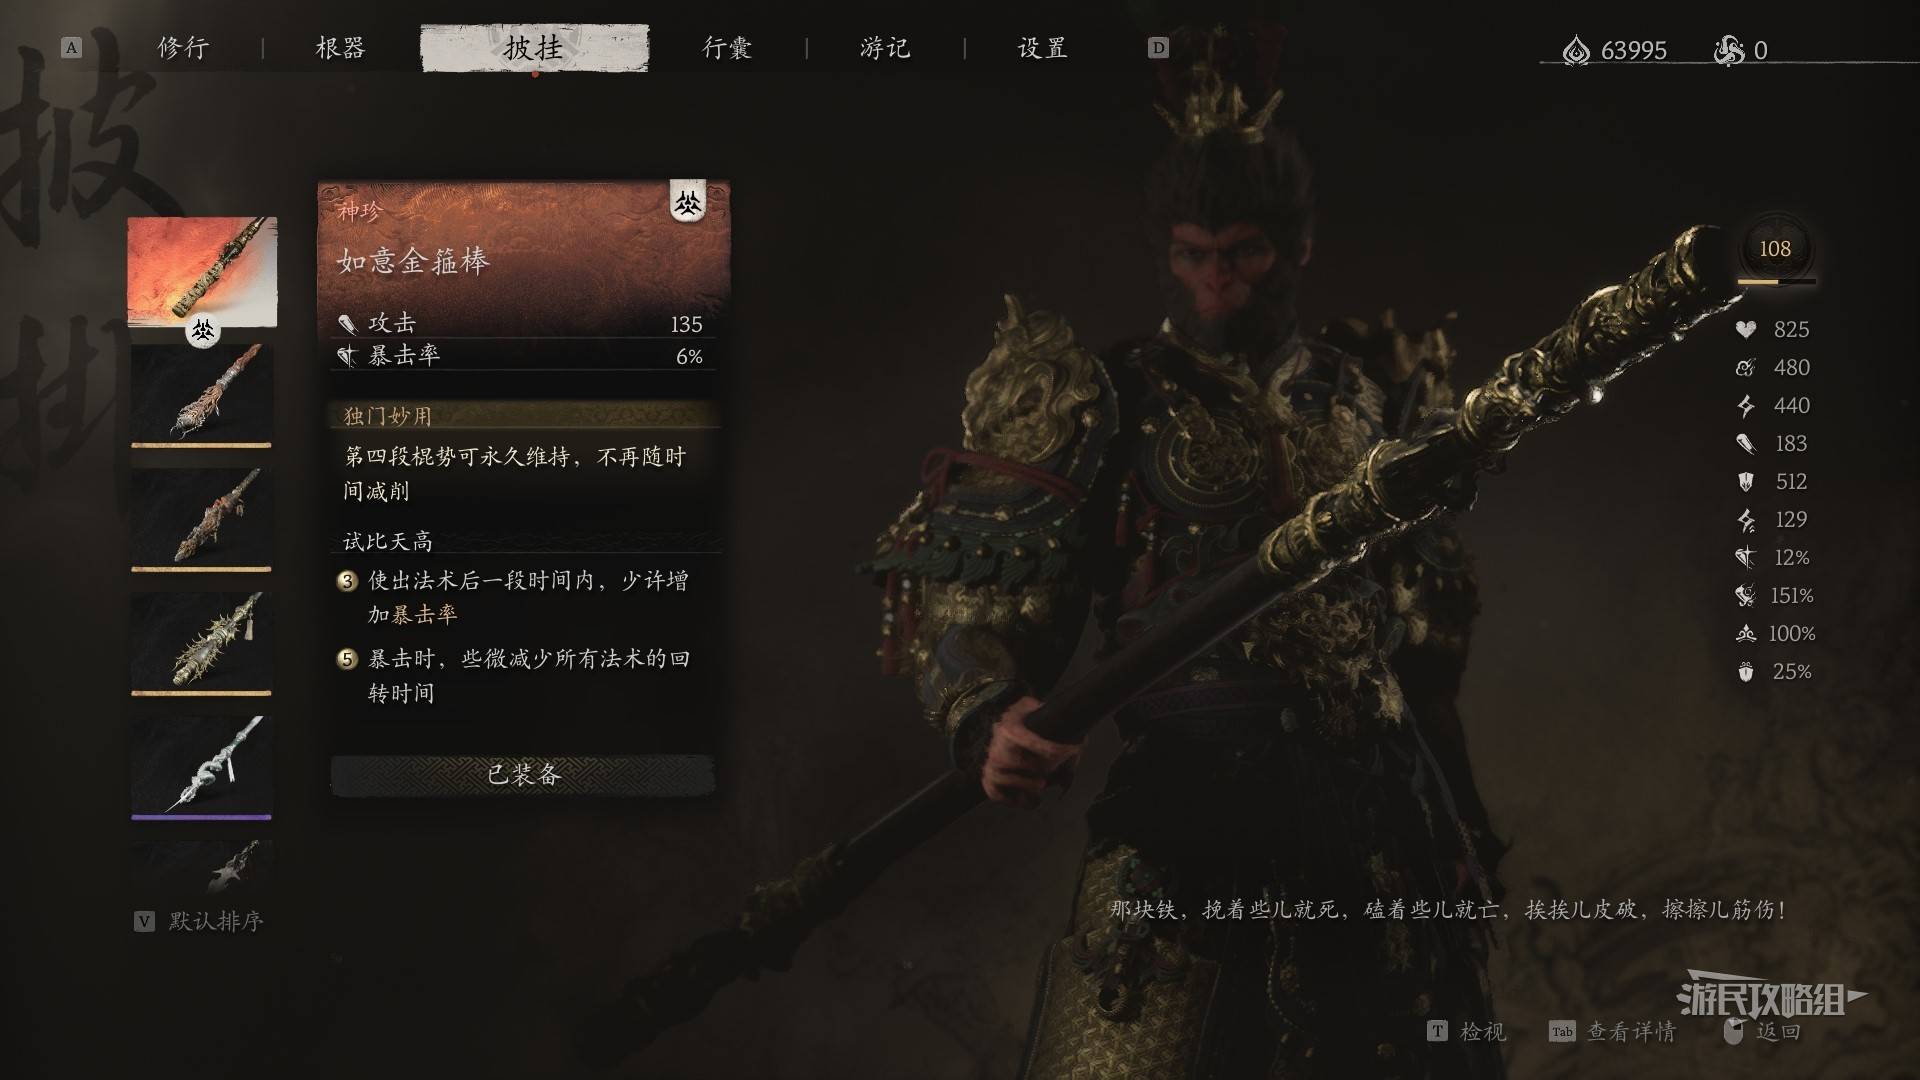 A 修行 | 根器 披挂 行囊 | 游记 | 设置 D
63995 0
披
掛
神珍
如意金箍棒
攻击 135
暴击率 6%
独门妙用
第四段棍势可永久维持，不再随时
间减削
试比天高
3 使出法术后一段时间内，少许增
加暴击率
5 暴击时，些微减少所有法术的回
转时间
已装备
V 默认排序
108
825
480
440
183
512
129
12%
151%
100%
25%
那块铁，挽着些儿就死，磕着些儿就亡，挨挨儿皮破，擦擦儿筋伤！
游民攻略组
T 检视 Tab 查看详情 返回